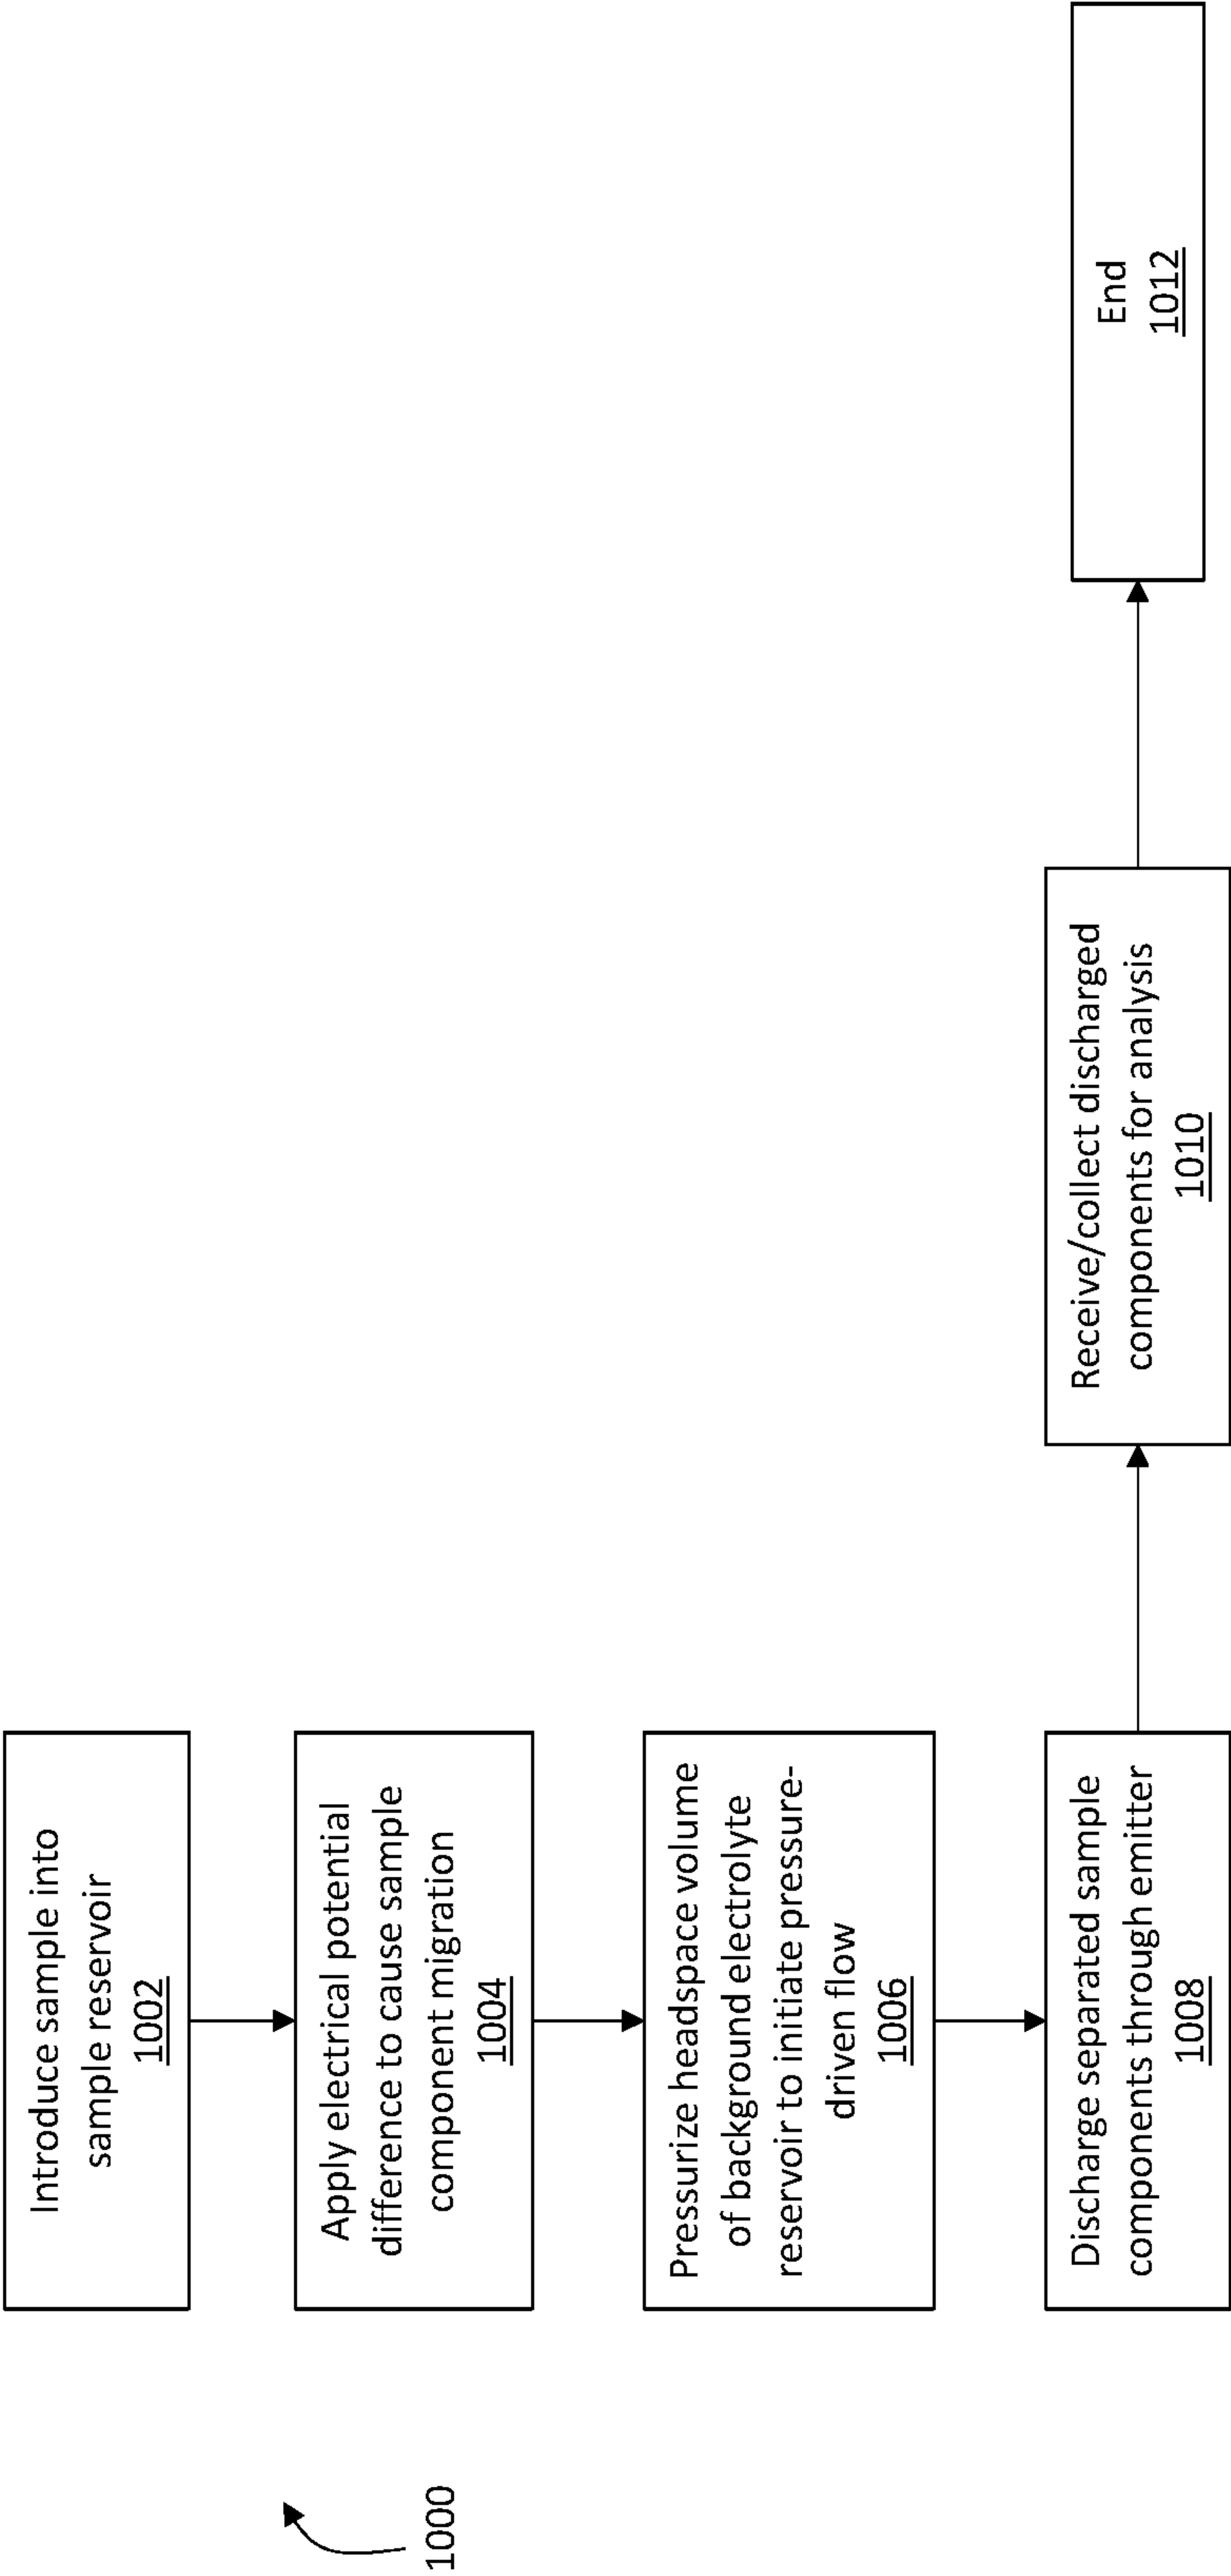 1000
Introduce sample into
sample reservoir
1002
Apply electrical potential
difference to cause sample
component migration
1004
Pressurize headspace volume
of background electrolyte
reservoir to initiate pressure-
driven flow
1006
Discharge separated sample
components through emitter
1008
Receive/collect discharged
components for analysis
1010
End
1012